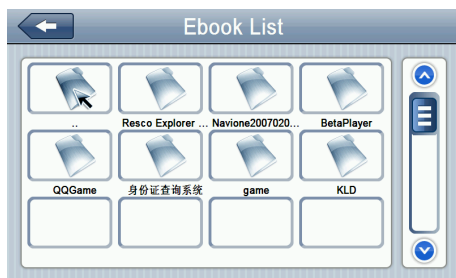 Ebook List
..
Resco Explorer ...
Navione2007020...
BetaPlayer
QQGame
身份证查询系统
game
KLD